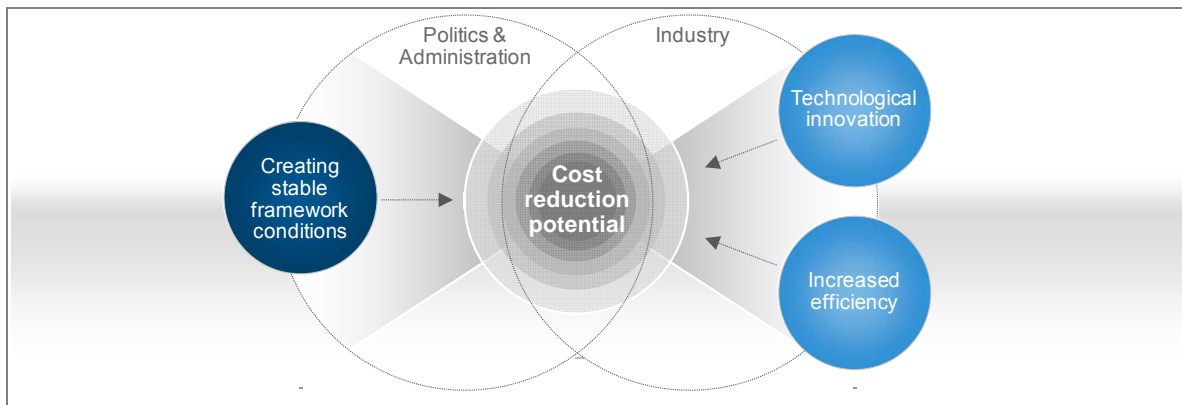 Politics &
Administration
Industry
Technological
innovation
Creating
stable
framework
conditions
Cost
reduction
potential
Increased
efficiency